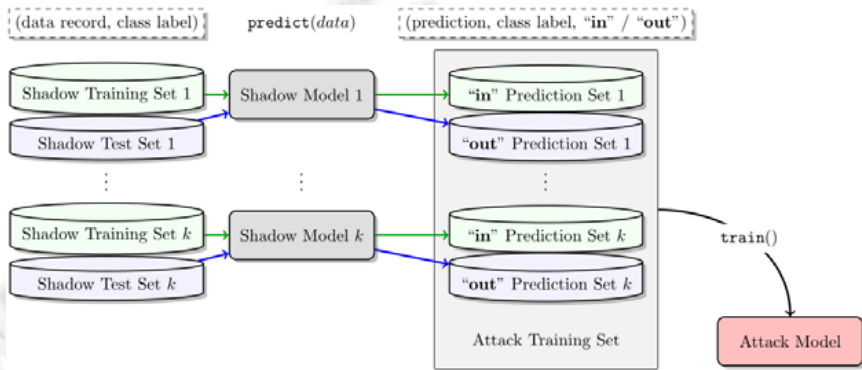 (data record, class label) predict(data) (prediction, class label, “in” / “out”)
Shadow Training Set 1 Shadow Model 1 “in” Prediction Set 1
Shadow Test Set 1 “out” Prediction Set 1
⋮ ⋮ ⋮
Shadow Training Set k Shadow Model k “in” Prediction Set k
train()
Shadow Test Set k “out” Prediction Set k
Attack Training Set Attack Model